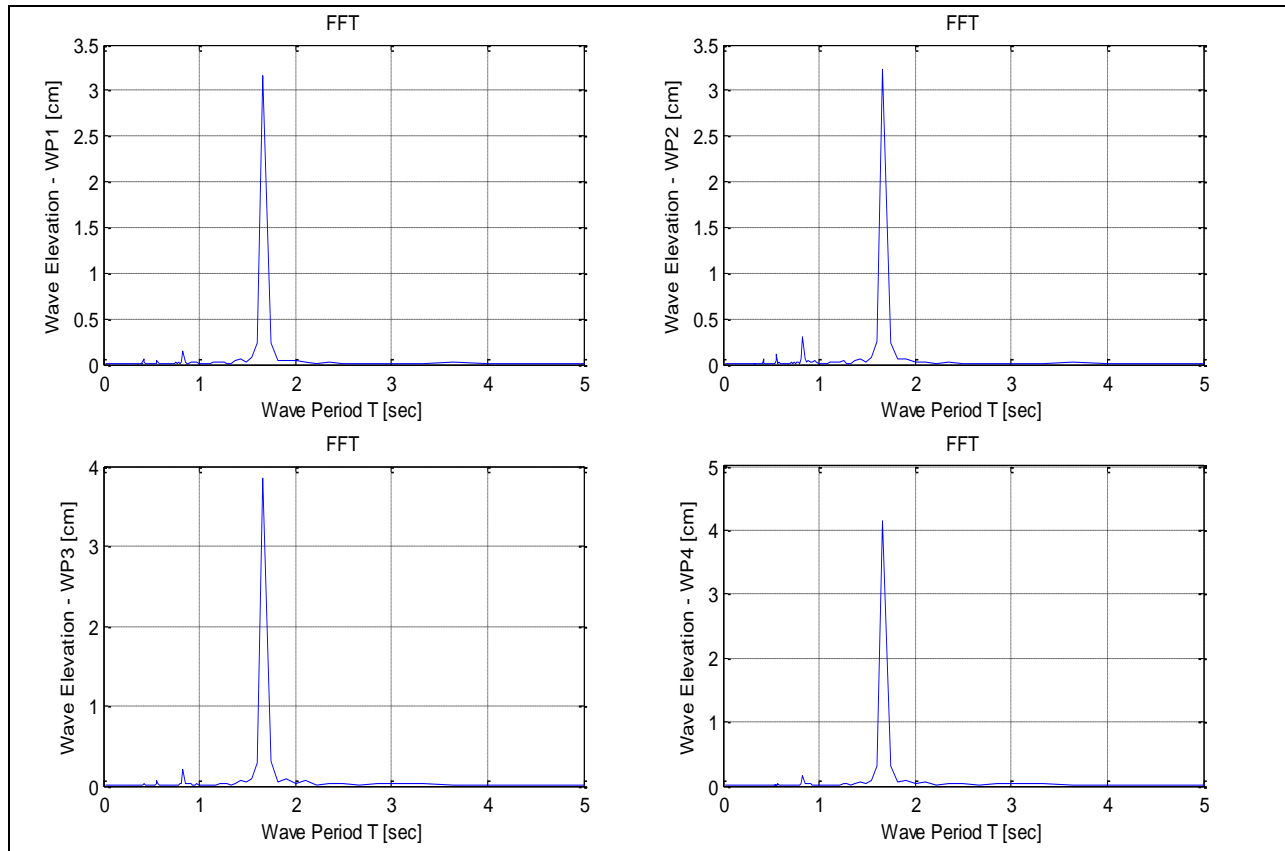 FFT
3.5
3
2.5
2
1.5
1
0.5
0
Wave Elevation - WP1 [cm]
0 1 2 3 4 5
Wave Period T [sec]
FFT
3.5
3
2.5
2
1.5
1
0.5
0
Wave Elevation - WP2 [cm]
0 1 2 3 4 5
Wave Period T [sec]
FFT
4
3
2
1
0
Wave Elevation - WP3 [cm]
0 1 2 3 4 5
Wave Period T [sec]
FFT
5
4
3
2
1
0
Wave Elevation - WP4 [cm]
0 1 2 3 4 5
Wave Period T [sec]